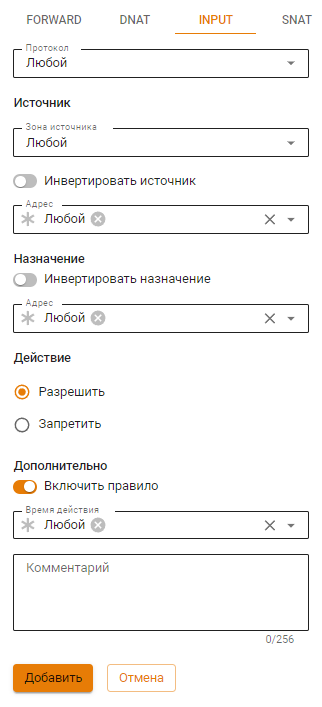 FORWARD DNAT INPUT SNAT
Протокол
Любой
Источник
Зона источника
Любой
Инвертировать источник
Адрес
Любой
Назначение
Инвертировать назначение
Адрес
Любой
Действие
Разрешить
Запретить
Дополнительно
Включить правило
Время действия
Любой
Комментарий
0/256
Добавить Отмена